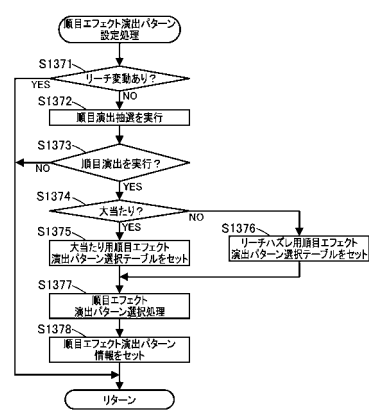 順目エフェクト演出パターン
設定処理
S1371
リーチ変動あり？
YES
NO
S1372
順目演出抽選を実行
S1373
順目演出を実行？
NO
YES
S1374
大当たり？
NO
YES
S1375
大当たり用順目エフェクト
演出パターン選択テーブルをセット
S1376
リーチハズレ用順目エフェクト
演出パターン選択テーブルをセット
S1377
順目エフェクト
演出パターン選択処理
S1378
順目エフェクト演出パターン
情報をセット
リターン